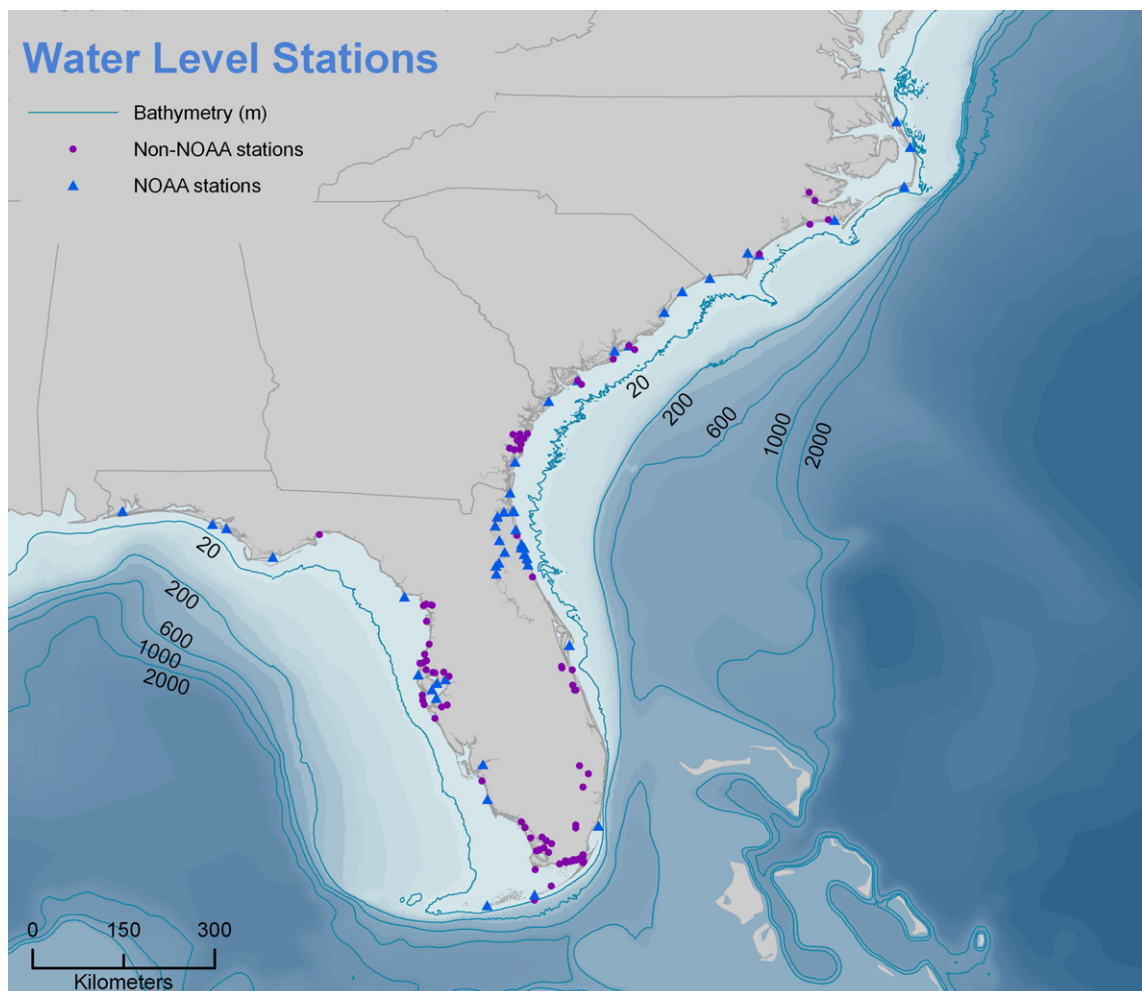 Water Level Stations
Bathymetry (m)
Non-NOAA stations
NOAA stations
20
200
600
1000
2000
20
200
600
1000
2000
0 150 300
Kilometers